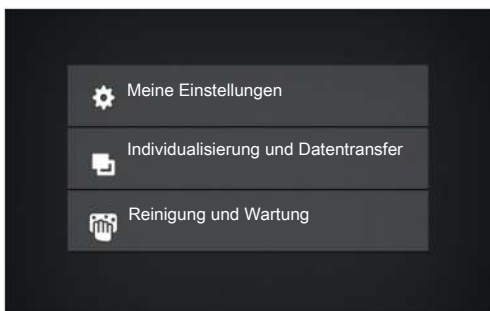 Meine Einstellungen
Individualisierung und Datentransfer
Reinigung und Wartung